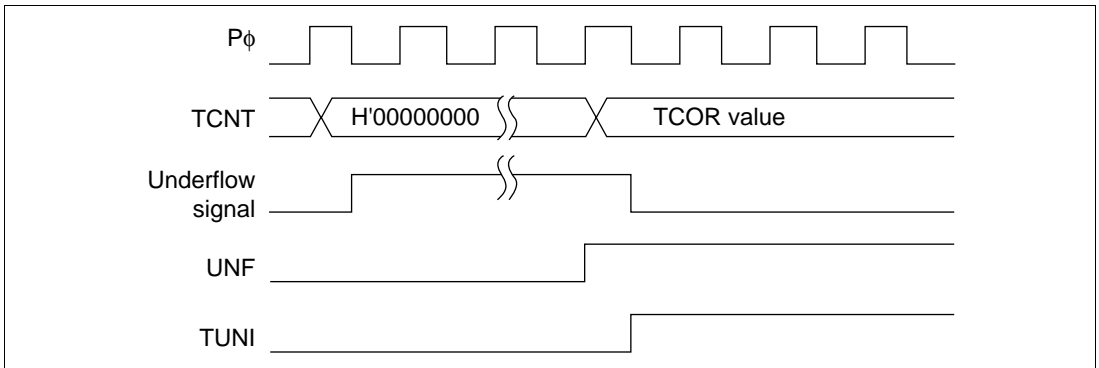 Pϕ
TCNT H'00000000 TCOR value
Underflow
signal
UNF
TUNI